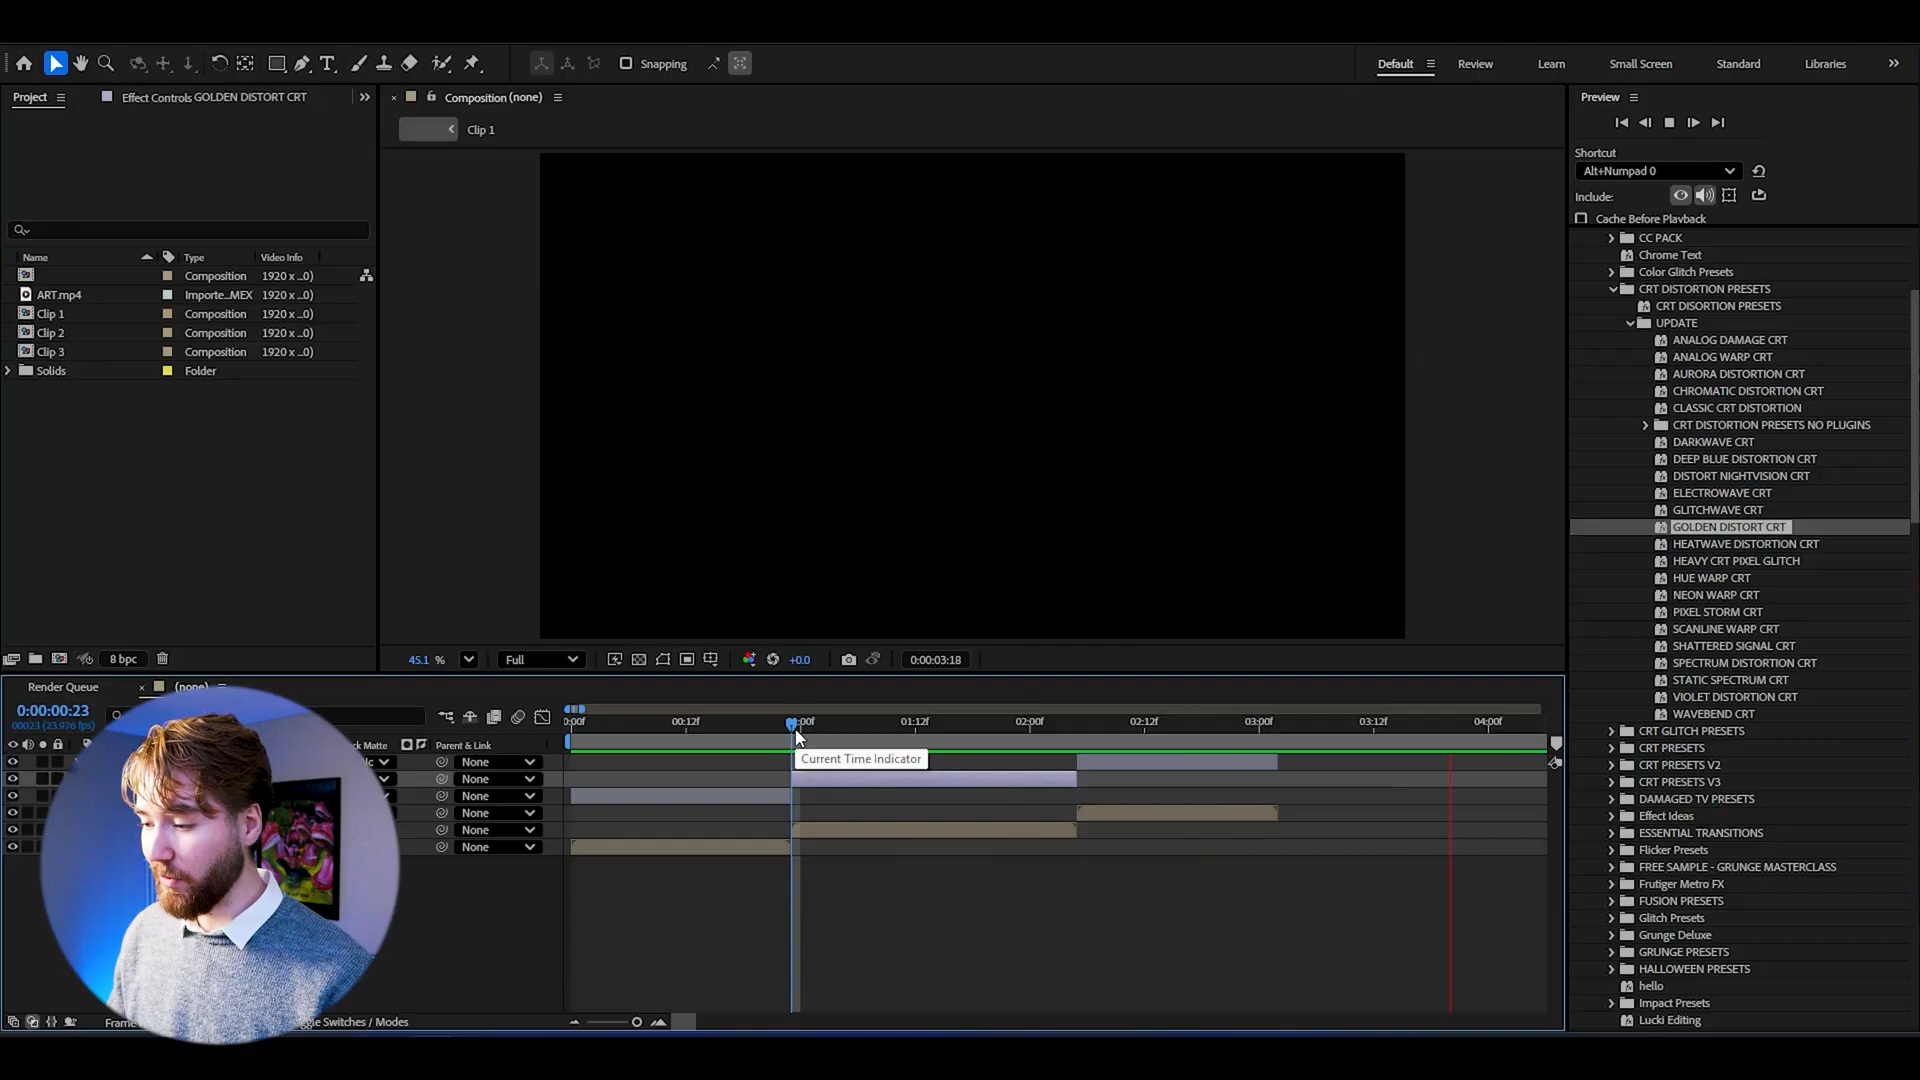 Snapping
Default
Review
Learn
Small Screen
Standard
Libraries
Project
Effect Controls GOLDEN DISTORT CRT
Composition (none)
Clip 1
Preview
Shortcut
Alt+Numpad 0
Include:
Cache Before Playback
Name
Type
Video Info
Composition 1920 x ...0)
ART.mp4 Importe...MEX 1920 x ...0)
Clip 1 Composition 1920 x ...0)
Clip 2 Composition 1920 x ...0)
Clip 3 Composition 1920 x ...0)
Solids Folder
8 bpc
45.1 %
Full
+0.0
0:00:03:18
CC PACK
Chrome Text
Color Glitch Presets
CRT DISTORTION PRESETS
CRT DISORTION PRESETS
UPDATE
ANALOG DAMAGE CRT
ANALOG WARP CRT
AURORA DISTORTION CRT
CHROMATIC DISTORTION CRT
CLASSIC CRT DISTORTION
CRT DISTORTION PRESETS NO PLUGINS
DARKWAVE CRT
DEEP BLUE DISTORTION CRT
DISTORT NIGHTVISION CRT
ELECTROWAVE CRT
GLITCHWAVE CRT
GOLDEN DISTORT CRT
HEATWAVE DISTORTION CRT
HEAVY CRT PIXEL GLITCH
HUE WARP CRT
NEON WARP CRT
PIXEL STORM CRT
SCANLINE WARP CRT
SHATTERED SIGNAL CRT
SPECTRUM DISTORTION CRT
STATIC SPECTRUM CRT
VIOLET DISTORTION CRT
WAVEBEND CRT
CRT GLITCH PRESETS
CRT PRESETS
CRT PRESETS V2
CRT PRESETS V3
DAMAGED TV PRESETS
Effect Ideas
ESSENTIAL TRANSITIONS
Flicker Presets
FREE SAMPLE - GRUNGE MASTERCLASS
Frutiger Metro FX
FUSION PRESETS
Glitch Presets
Grunge Deluxe
GRUNGE PRESETS
HALLOWEEN PRESETS
hello
Impact Presets
Lucki Editing
Render Queue
(none)
0:00:00:23
00023 (23.976 fps)
:00f 00:12f :00f 01:12f 02:00f 02:12f 03:00f 03:12f 04:00f
ck Matte
Parent & Link
None
None
None
None
None
None
Current Time Indicator
Frame
ggle Switches / Modes